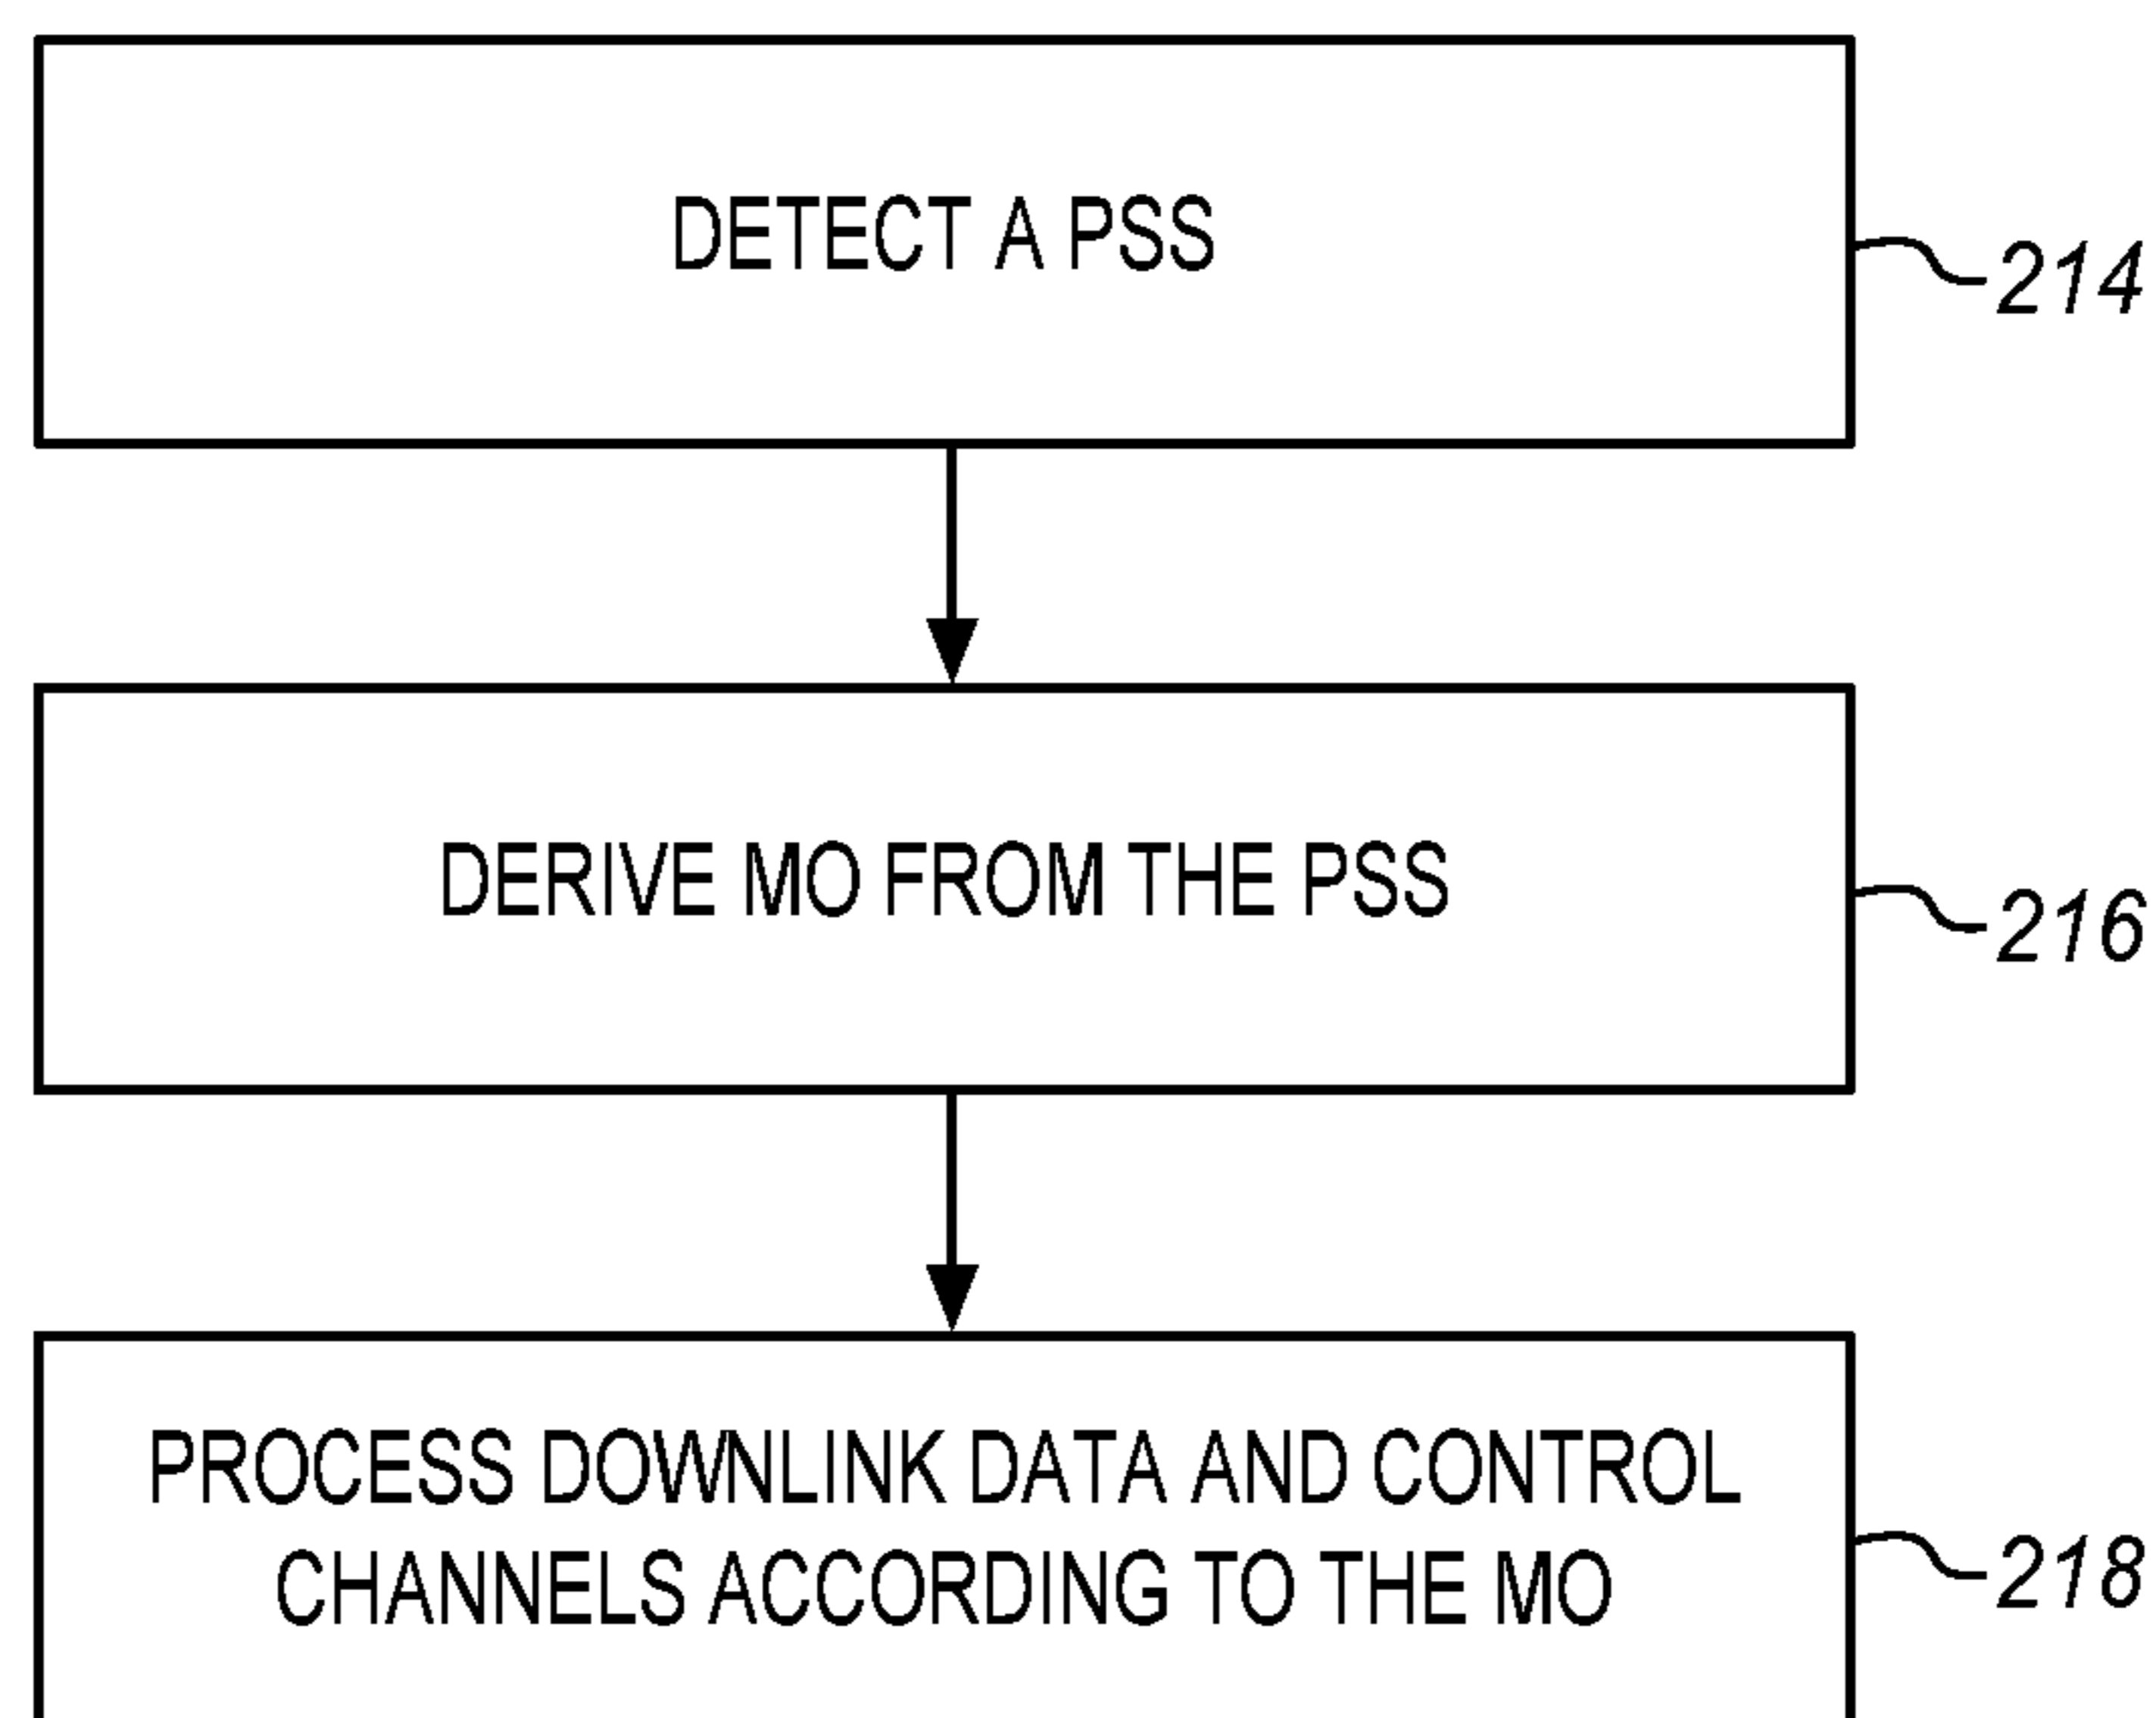 DETECT A PSS
214
DERIVE MO FROM THE PSS
216
PROCESS DOWNLINK DATA AND CONTROL
CHANNELS ACCORDING TO THE MO
218